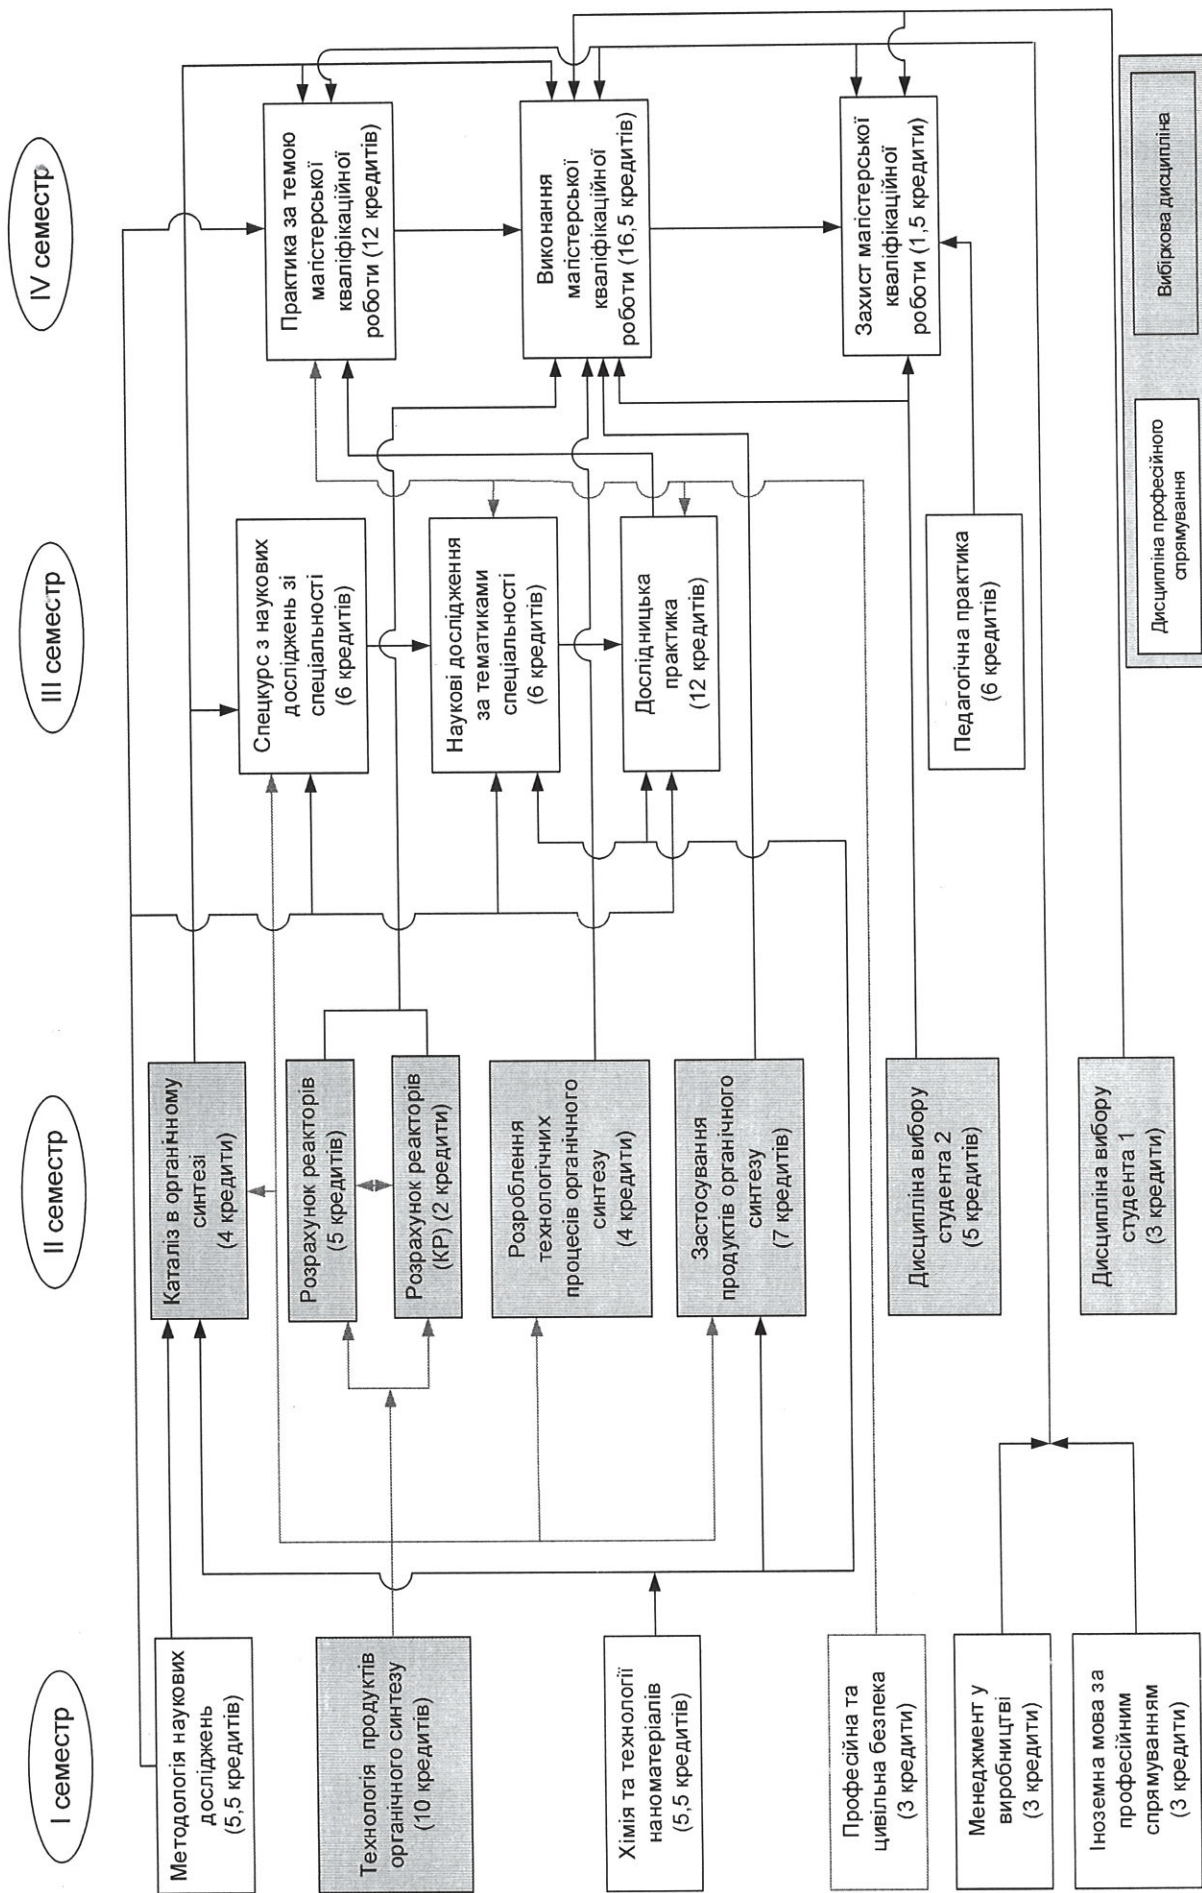 I семестр
II семестр
III семестр
IV семестр
Методологія наукових
досліджень
(5,5 кредитів)
Технологія продуктів
органічного синтезу
(10 кредитів)
Хімія та технології
наноматеріалів
(5,5 кредитів)
Професійна та
цивільна безпека
(3 кредити)
Менеджмент у
виробництві
(3 кредити)
Іноземна мова за
професійним
спрямуванням
(3 кредити)
Каталіз в органічному
синтезі
(4 кредити)
Розрахунок реакторів
(5 кредитів)
Розрахунок реакторів
(КР) (2 кредити)
Розроблення
технологічних
процесів органічного
синтезу
(4 кредити)
Застосування
продуктів органічного
синтезу
(7 кредитів)
Дисципліна вибору
студента 2
(5 кредитів)
Дисципліна вибору
студента 1
(3 кредити)
Спецкурс з наукових
досліджень зі
спеціальності
(6 кредитів)
Наукові дослідження
за тематиками
спеціальності
(6 кредитів)
Дослідницька
практика
(12 кредитів)
Педагогічна практика
(6 кредитів)
Практика за темою
магістерської
кваліфікаційної
роботи (12 кредитів)
Виконання
магістерської
кваліфікаційної
роботи (16,5 кредитів)
Захист магістерської
кваліфікаційної
роботи (1,5 кредити)
Дисципліна професійного
спрямування
Вибіркова дисципліна